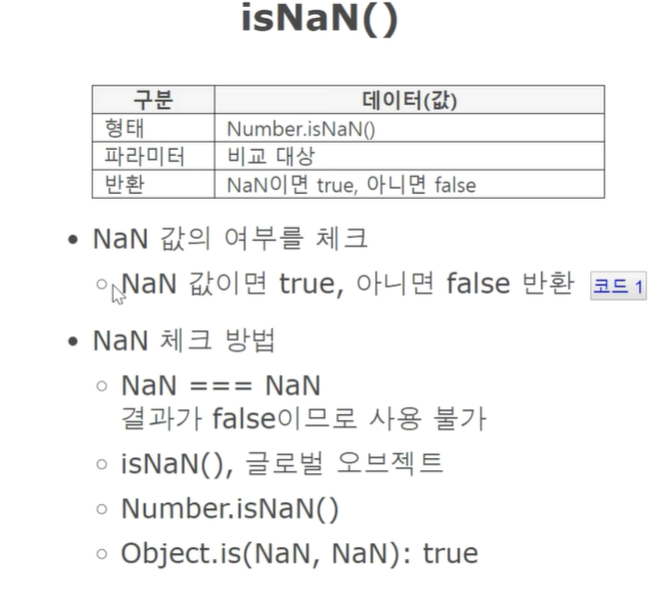 isNaN()
구분 데이터(값)
형태 Number.isNaN()
파라미터 비교 대상
반환 NaN이면 true, 아니면 false
• NaN 값의 여부를 체크
○ NaN 값이면 true, 아니면 false 반환 코드 1
• NaN 체크 방법
○ NaN === NaN
결과가 false이므로 사용 불가
○ isNaN(), 글로벌 오브젝트
○ Number.isNaN()
○ Object.is(NaN, NaN): true